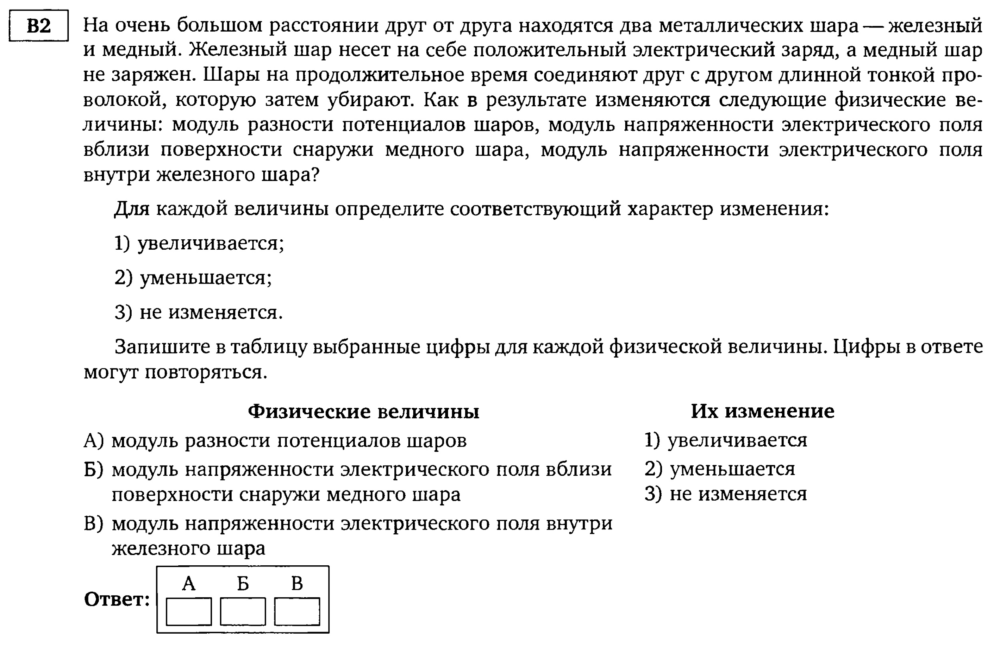 B2
На очень большом расстоянии друг от друга находятся два металлических шара — железный
и медный. Железный шар несет на себе положительный электрический заряд, а медный шар
не заряжен. Шары на продолжительное время соединяют друг с другом длинной тонкой про-
волокой, которую затем убирают. Как в результате изменяются следующие физические ве-
личины: модуль разности потенциалов шаров, модуль напряженности электрического поля
вблизи поверхности снаружи медного шара, модуль напряженности электрического поля
внутри железного шара?
Для каждой величины определите соответствующий характер изменения:
1) увеличивается;
2) уменьшается;
3) не изменяется.
Запишите в таблицу выбранные цифры для каждой физической величины. Цифры в ответе
могут повторяться.
Физические величины
А) модуль разности потенциалов шаров
Б) модуль напряженности электрического поля вблизи
поверхности снаружи медного шара
В) модуль напряженности электрического поля внутри
железного шара
Их изменение
1) увеличивается
2) уменьшается
3) не изменяется
Ответ:
А Б В